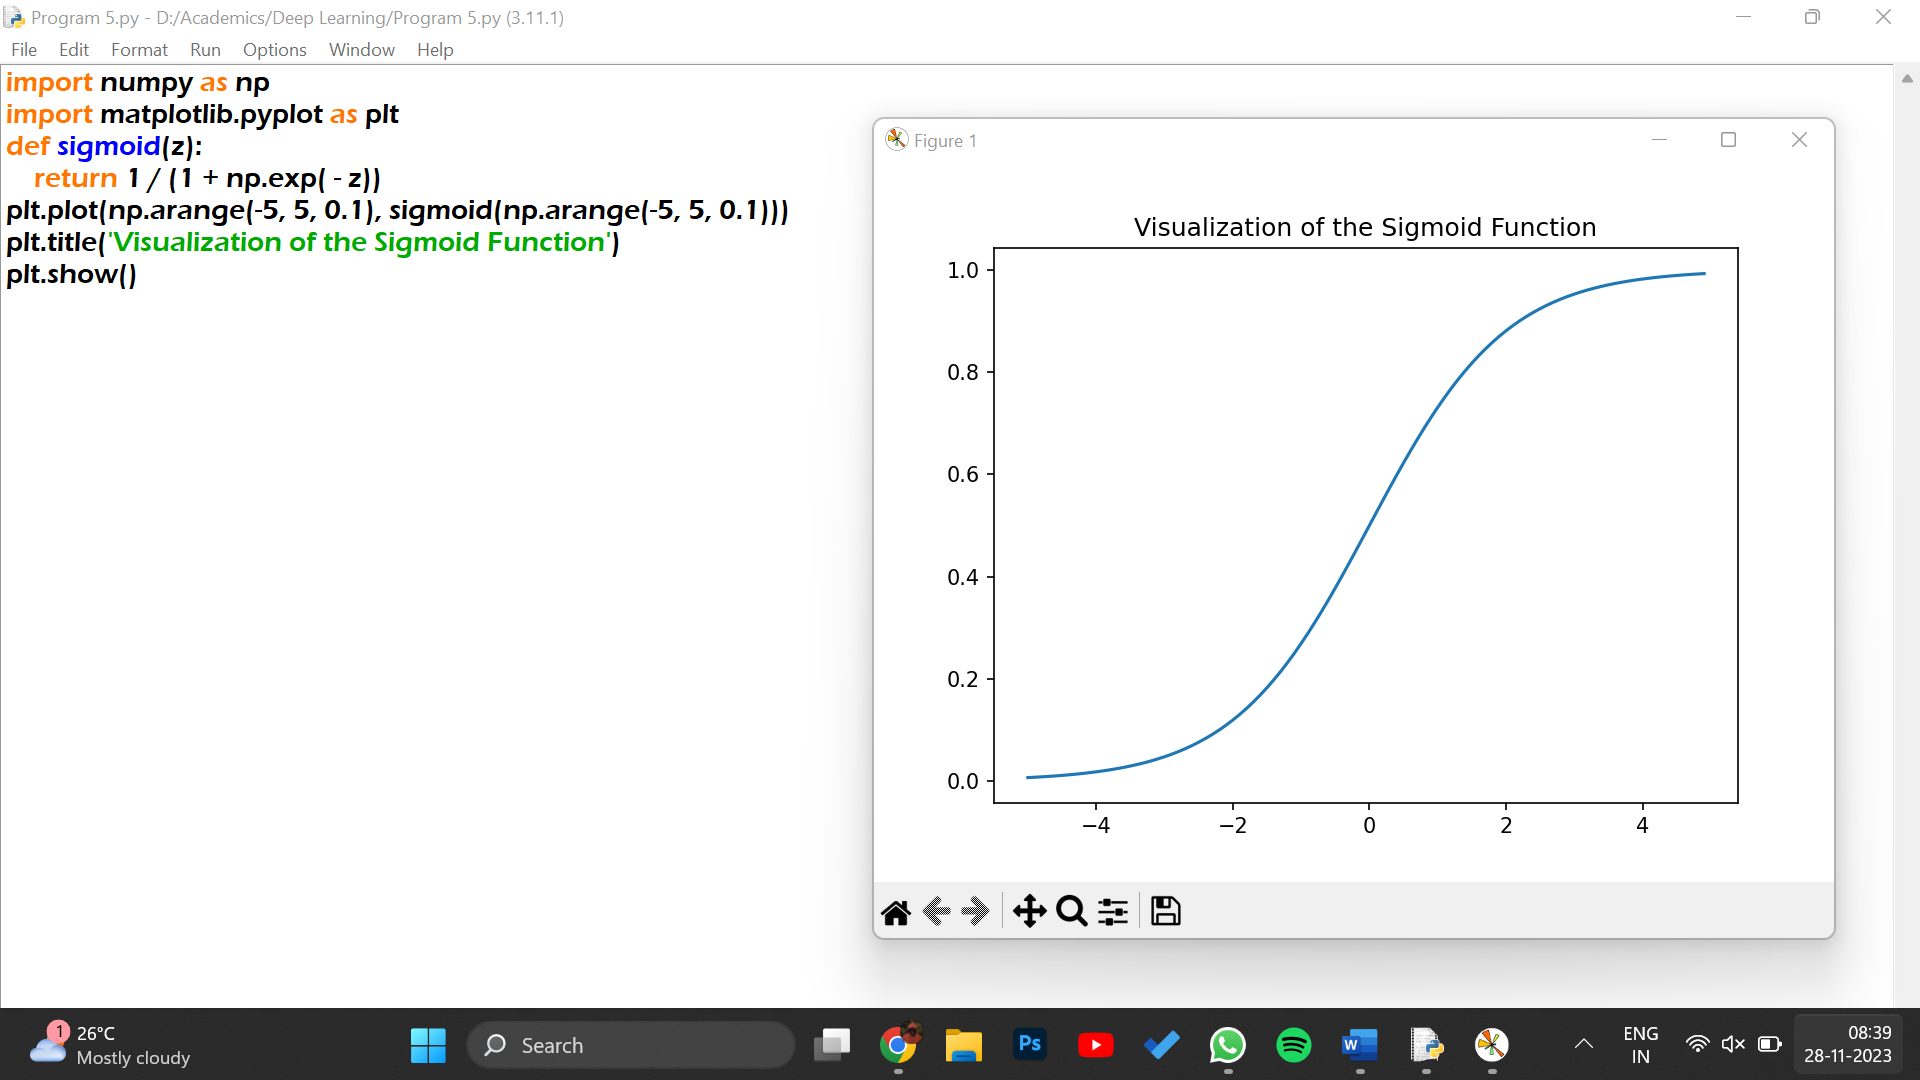 Program 5.py - D:/Academics/Deep Learning/Program 5.py (3.11.1)
File Edit Format Run Options Window Help
import numpy as np
import matplotlib.pyplot as plt
def sigmoid(z):
    return 1 / (1 + np.exp( - z))
plt.plot(np.arange(-5, 5, 0.1), sigmoid(np.arange(-5, 5, 0.1)))
plt.title('Visualization of the Sigmoid Function')
plt.show()
Figure 1
Visualization of the Sigmoid Function
1.0
0.8
0.6
0.4
0.2
0.0
−4 −2 0 2 4
1
26°C
Mostly cloudy
Search
Ps
W
ENG
IN
08:39
28-11-2023